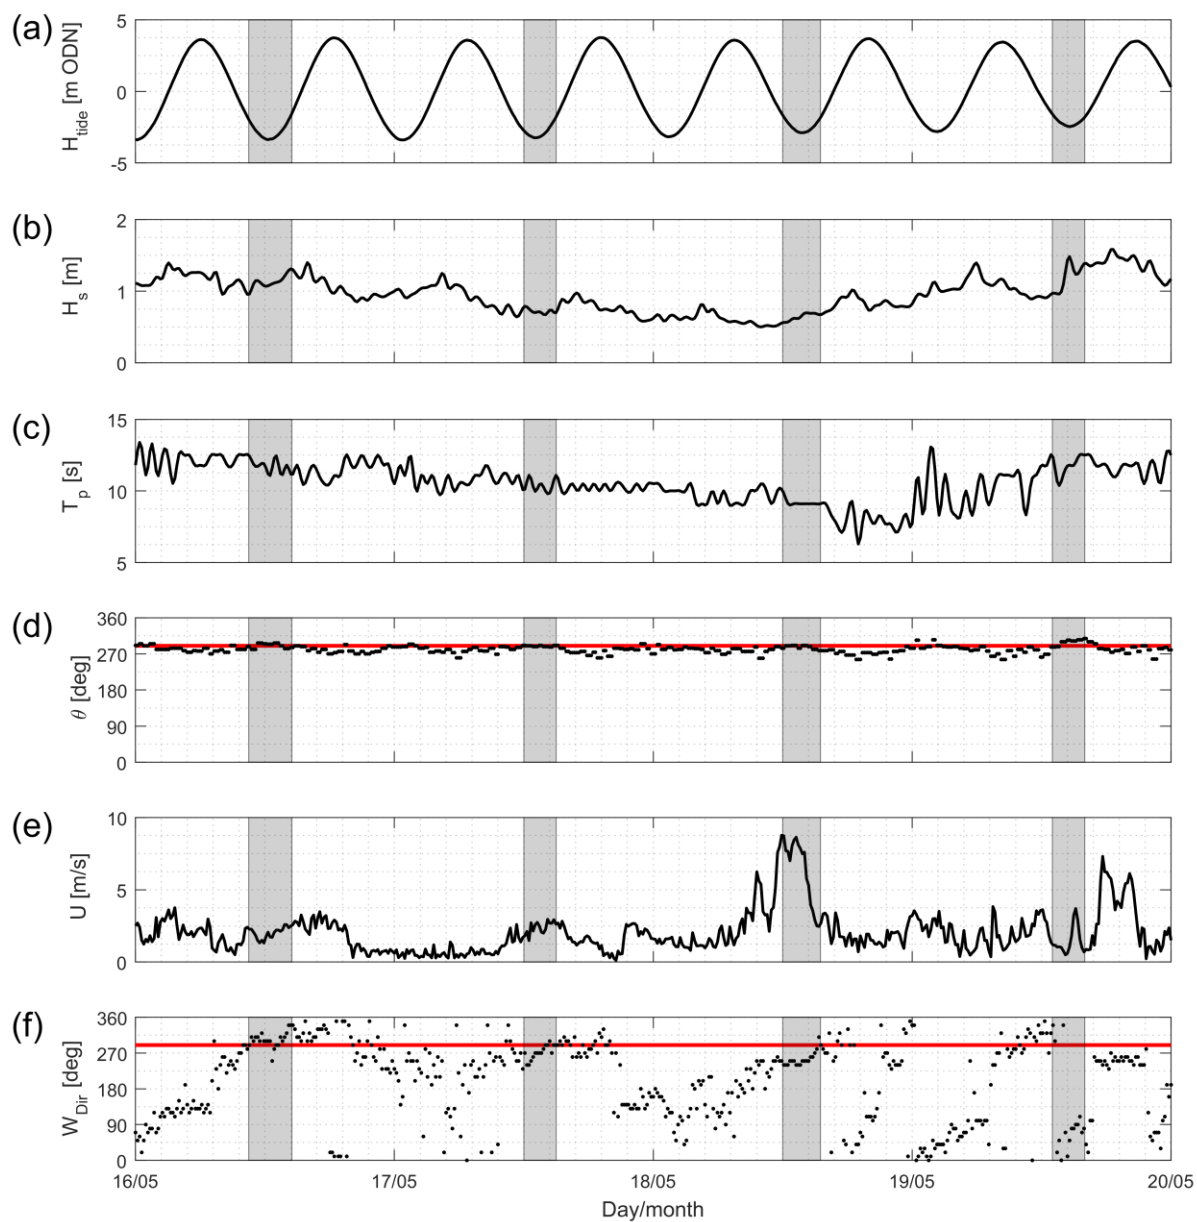 (a)
H_tide [m ODN]
5
0
-5
(b)
H_s [m]
2
1
0
(c)
T_p [s]
15
10
5
(d)
θ [deg]
360
270
180
90
0
(e)
U [m/s]
10
5
0
(f)
W_Dir [deg]
360
270
180
90
0
16/05 17/05 18/05 19/05 20/05
Day/month